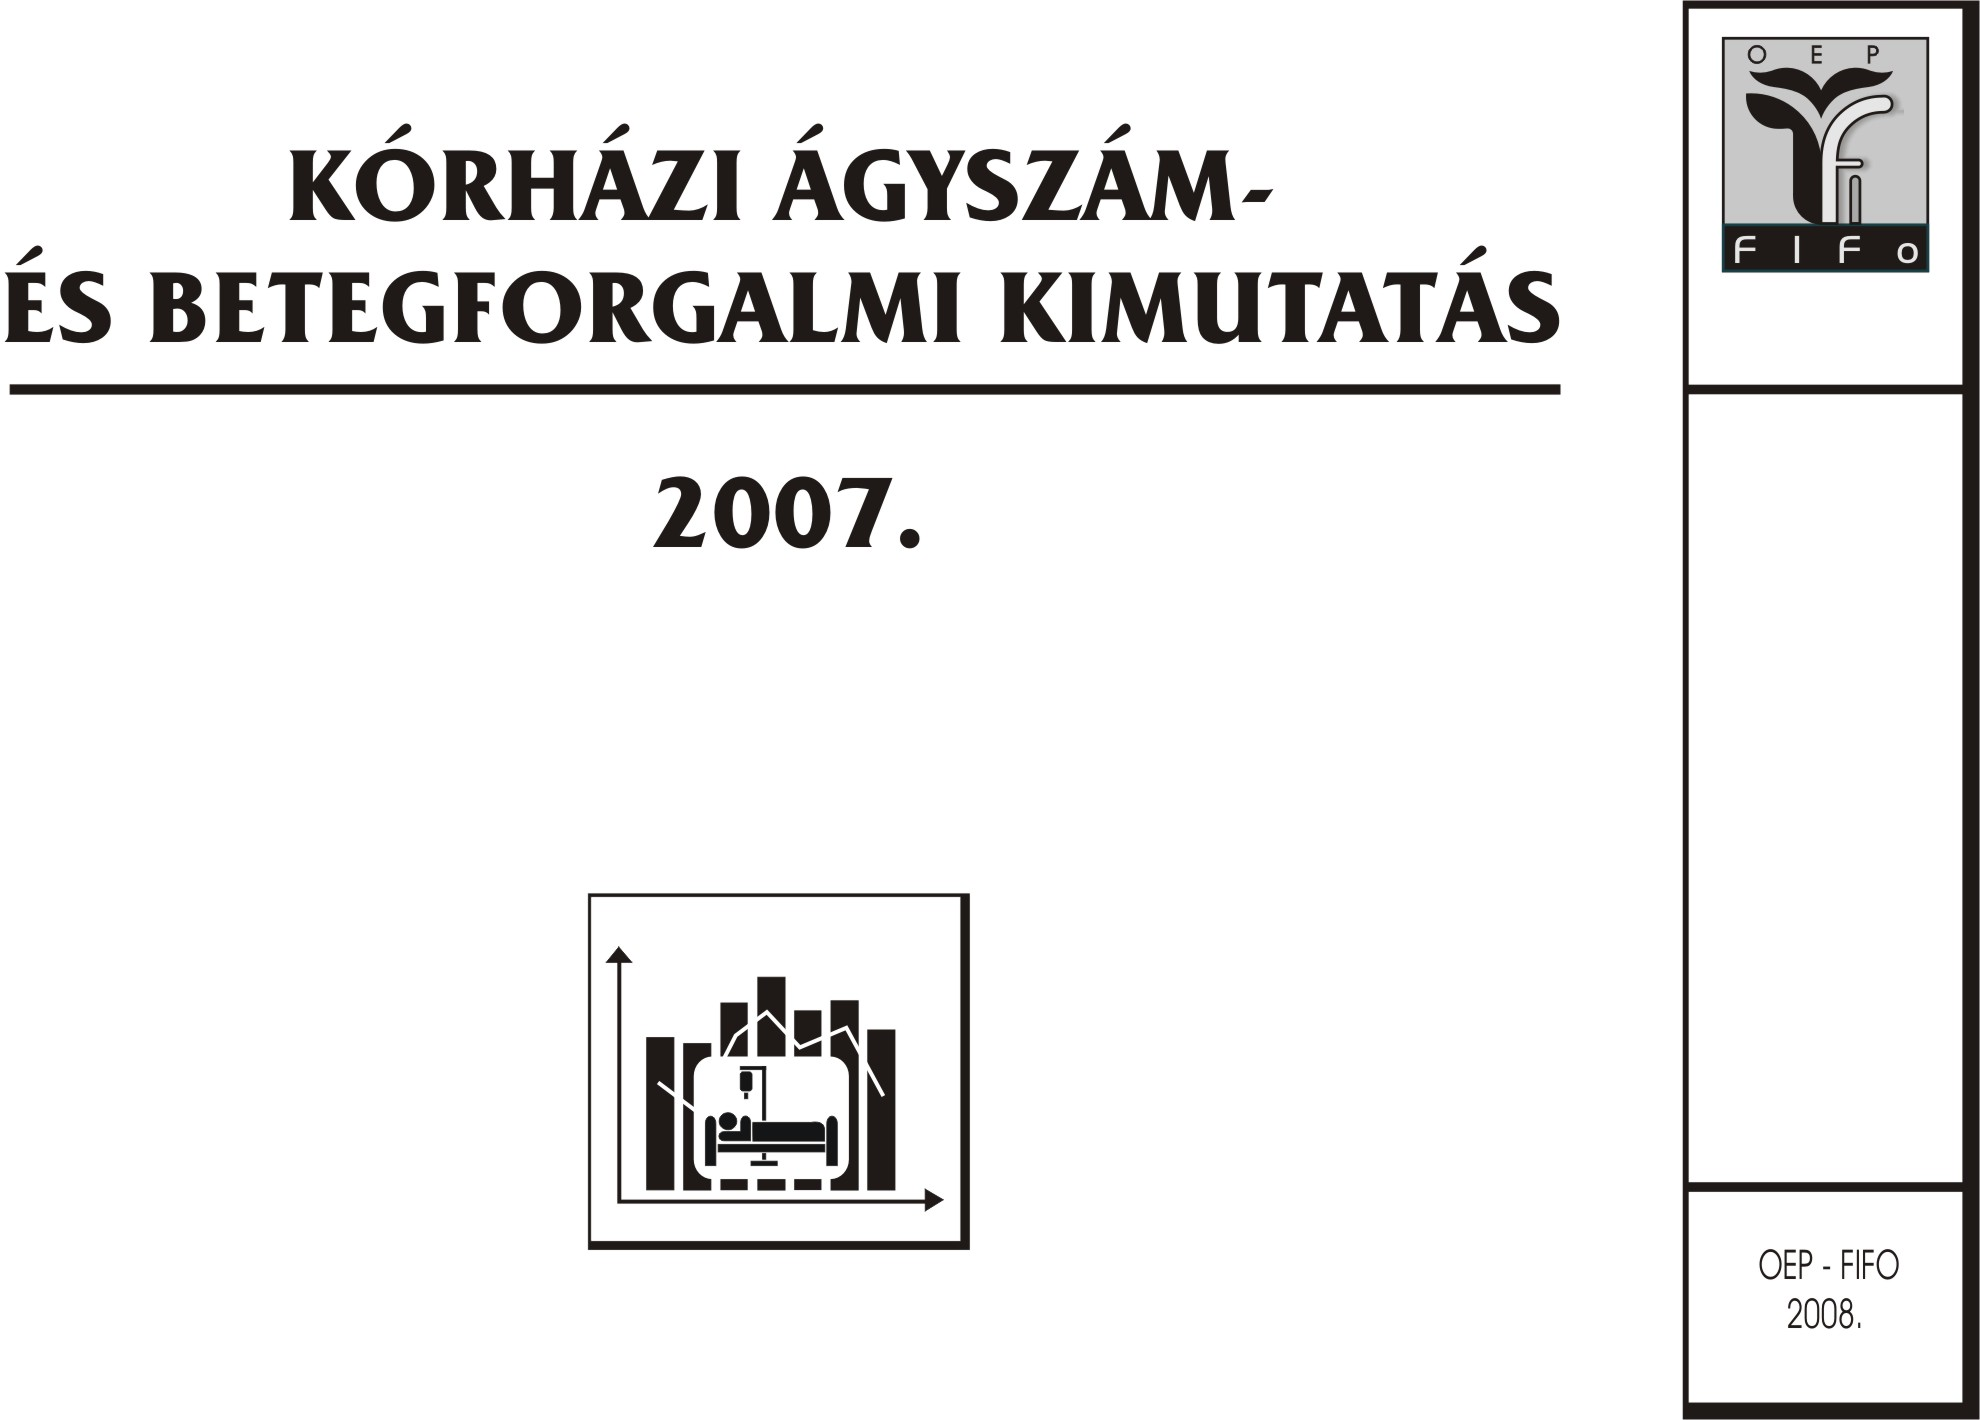 KÓRHÁZI ÁGYSZÁM-
ÉS BETEGFORGALMI KIMUTATÁS
2007.
O E P
F I F o
OEP - FIFO
2008.